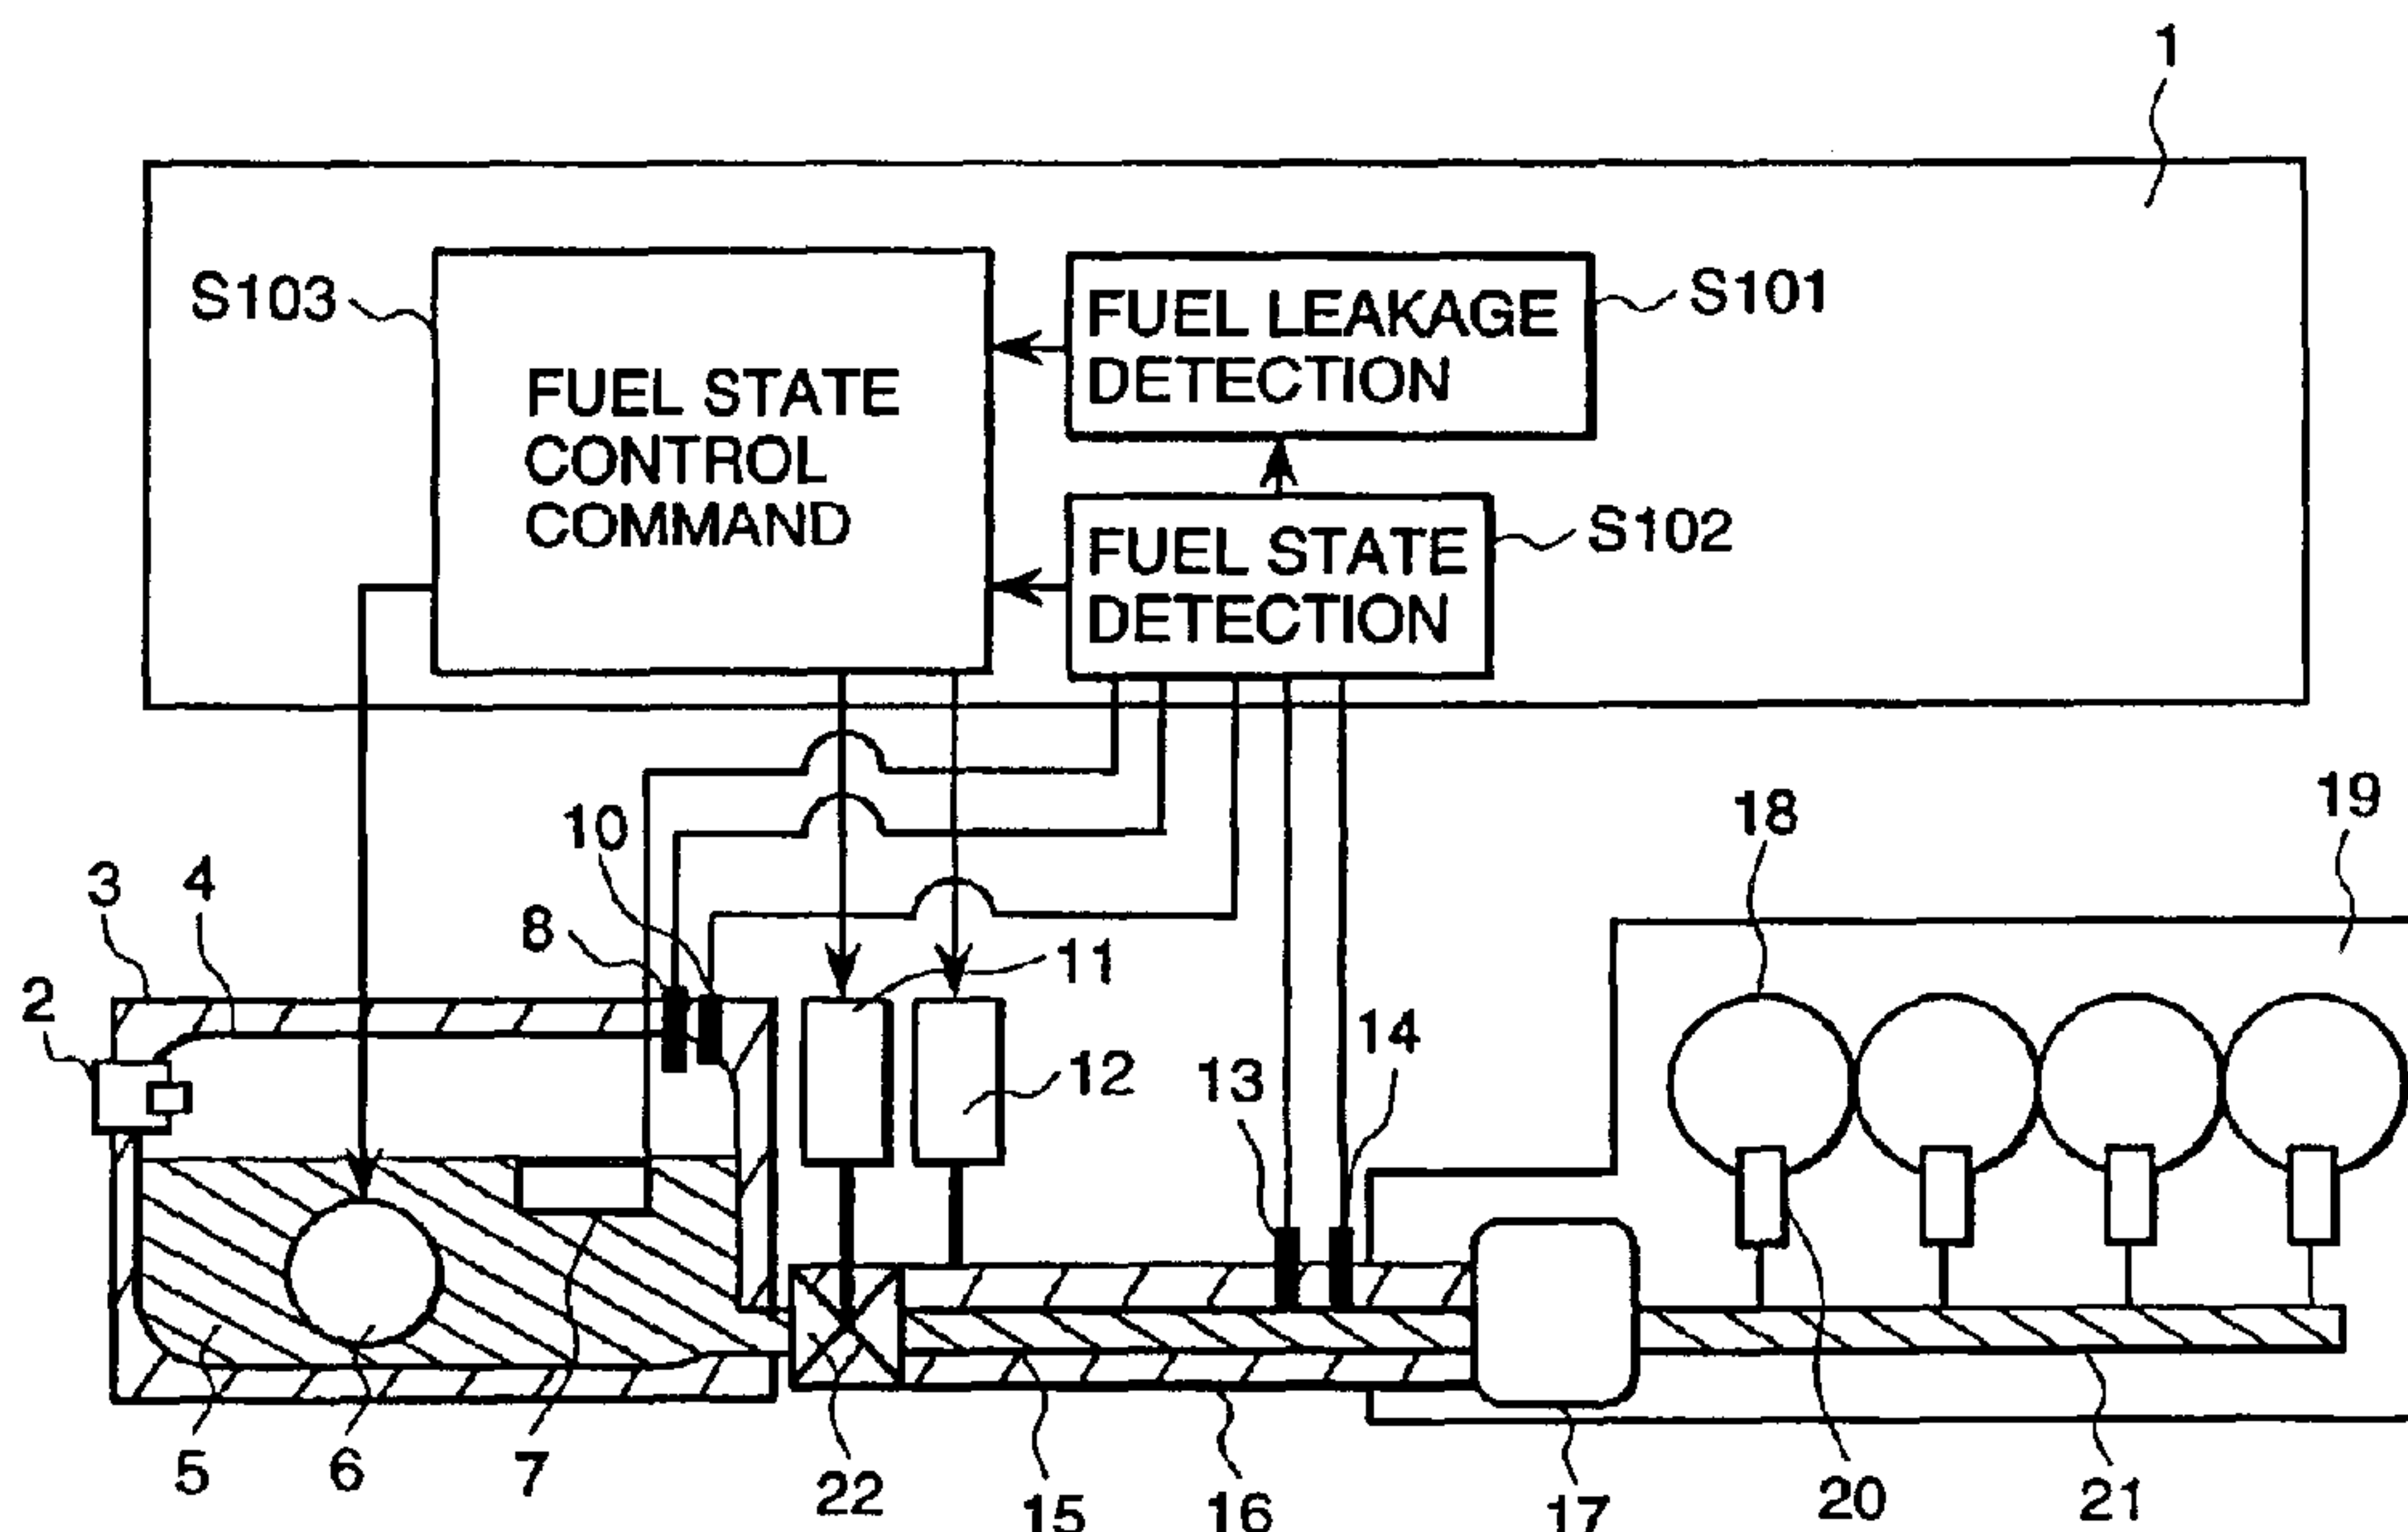 1
S103
FUEL STATE
CONTROL
COMMAND
FUEL LEAKAGE
DETECTION
S101
FUEL STATE
DETECTION
S102
19
18
10
3
4
8
11
2
14
12
13
5
6
7
22
15
16
17
20
21